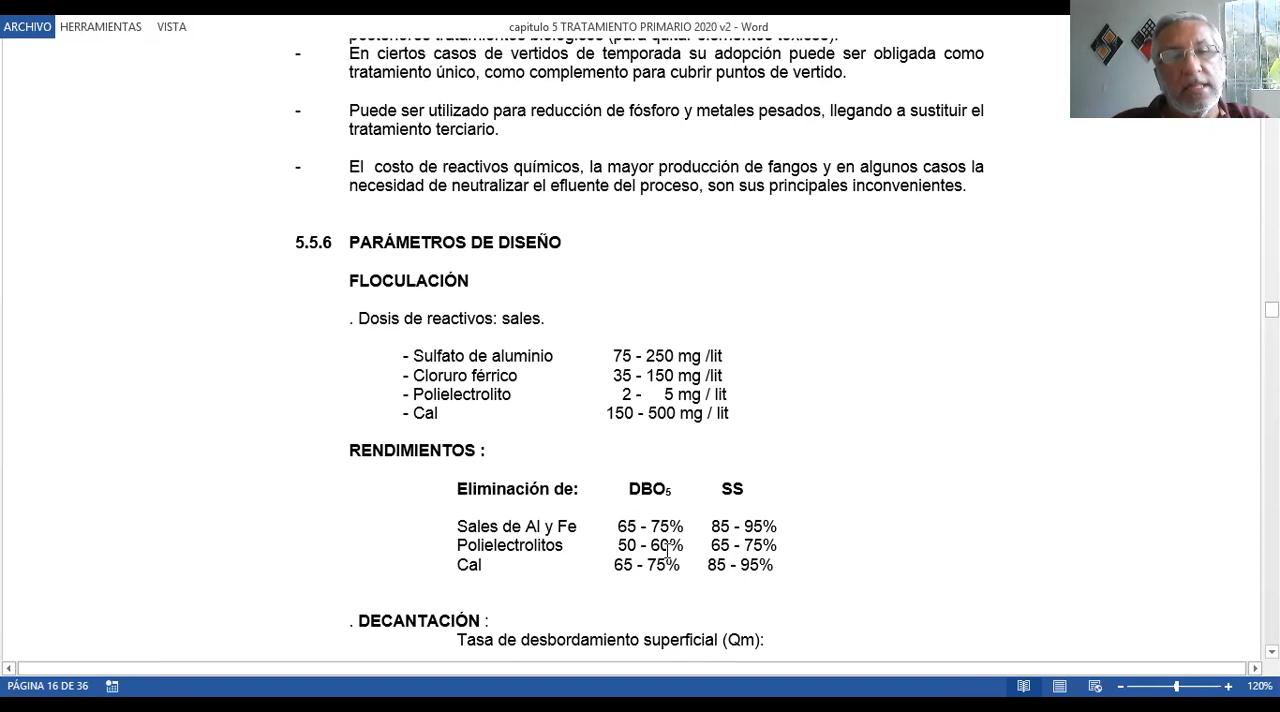 ARCHIVO HERRAMIENTAS VISTA capitulo 5 TRATAMIENTO PRIMARIO 2020 v2 - Word
posteriores tratamientos biológicos (para quitar elementos tóxicos).
- En ciertos casos de vertidos de temporada su adopción puede ser obligada como
tratamiento único, como complemento para cubrir puntos de vertido.
- Puede ser utilizado para reducción de fósforo y metales pesados, llegando a sustituir el
tratamiento terciario.
- El costo de reactivos químicos, la mayor producción de fangos y en algunos casos la
necesidad de neutralizar el efluente del proceso, son sus principales inconvenientes.
5.5.6 PARÁMETROS DE DISEÑO
FLOCULACIÓN
. Dosis de reactivos: sales.
- Sulfato de aluminio 75 - 250 mg /lit
- Cloruro férrico 35 - 150 mg /lit
- Polielectrolito 2 - 5 mg / lit
- Cal 150 - 500 mg / lit
RENDIMIENTOS :
Eliminación de: DBO₅ SS
Sales de Al y Fe 65 - 75% 85 - 95%
Polielectrolitos 50 - 60% 65 - 75%
Cal 65 - 75% 85 - 95%
. DECANTACIÓN :
Tasa de desbordamiento superficial (Qm):
PÁGINA 16 DE 36 120%